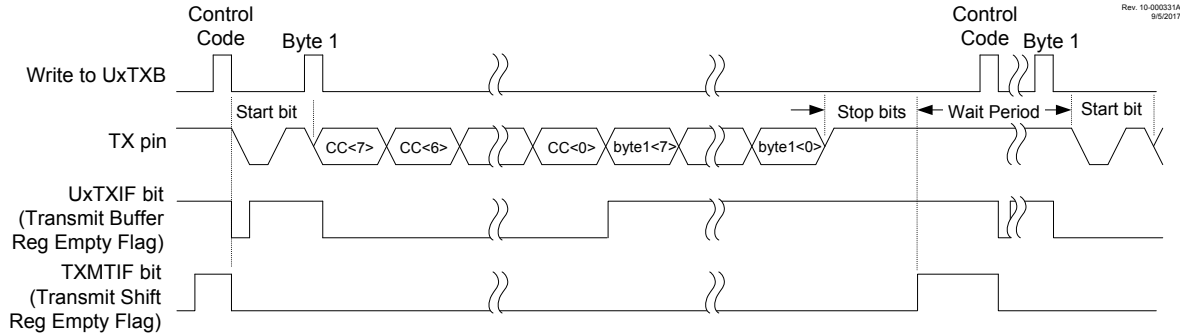 Rev. 10-000331A
9/5/2017
Control
Code
Byte 1
Control
Code
Byte 1
Write to UxTXB
Start bit
Stop bits
Wait Period
Start bit
TX pin
CC<7>
CC<6>
CC<0>
byte1<7>
byte1<0>
UxTXIF bit
(Transmit Buffer
Reg Empty Flag)
TXMTIF bit
(Transmit Shift
Reg Empty Flag)